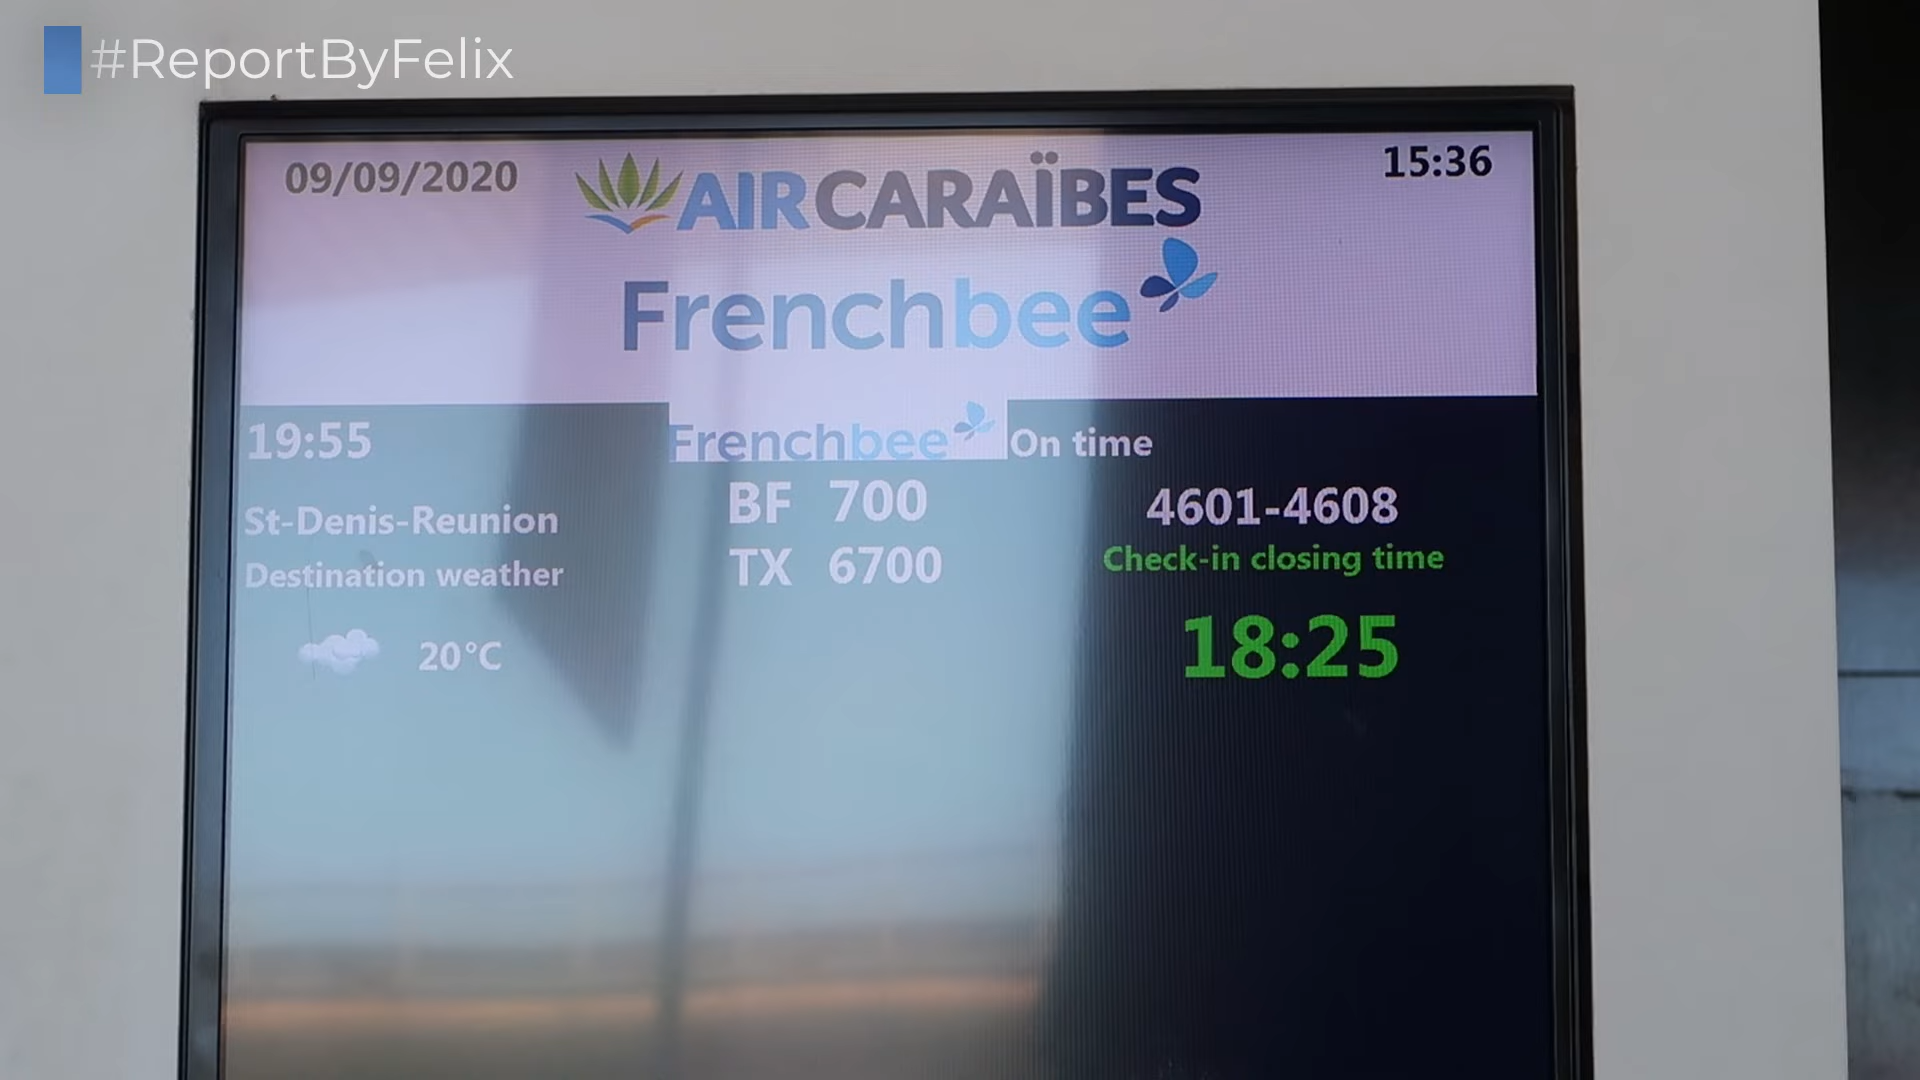 #ReportByFelix
09/09/2020
AIR CARAÏBES
15:36
Frenchbee
19:55
Frenchbee
On time
St-Denis-Reunion
BF 700
4601-4608
Destination weather
TX 6700
Check-in closing time
20°C
18:25